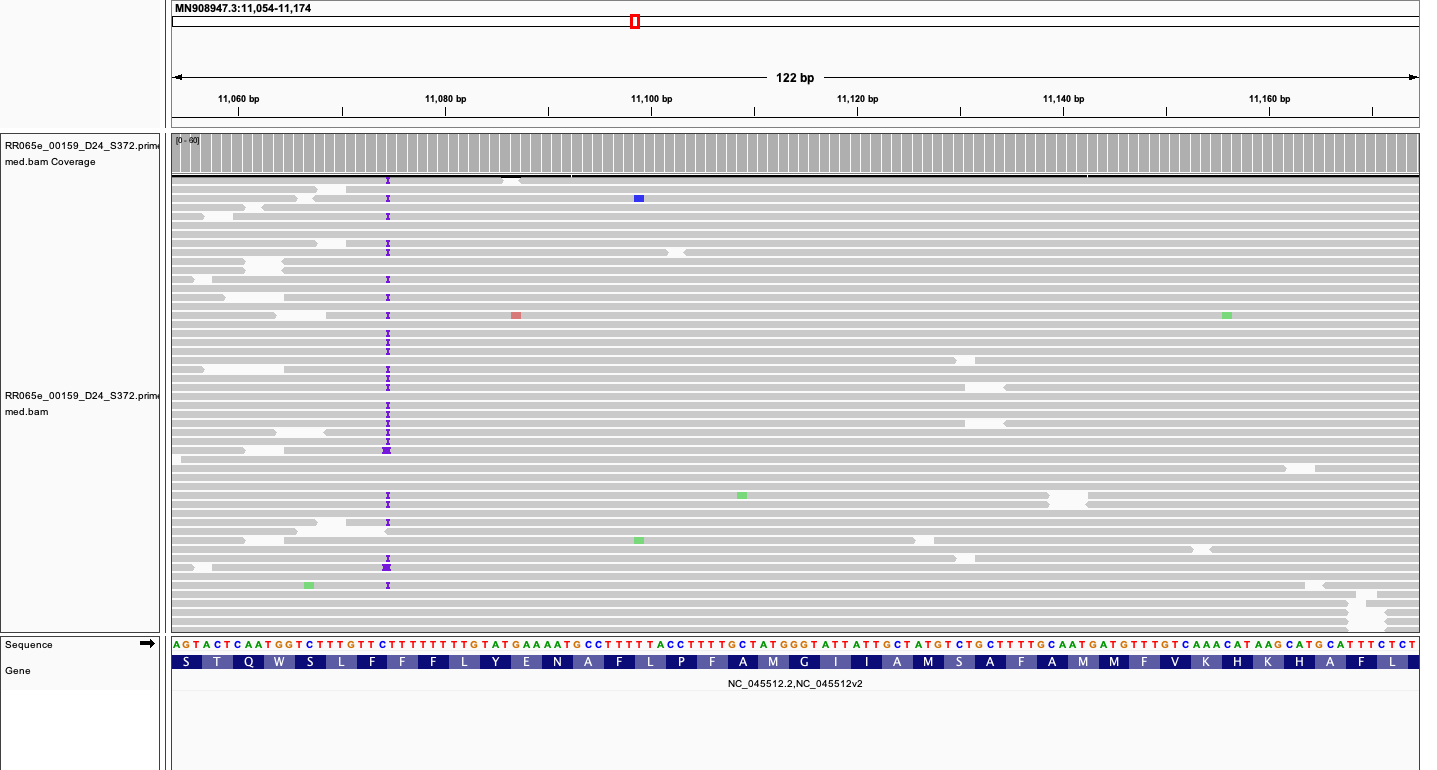 MN908947.3:11,054-11,174
122 bp
11,060 bp 11,080 bp 11,100 bp 11,120 bp 11,140 bp 11,160 bp
RR065e_00159_D24_S372.prim
med.bam Coverage
[0 - 60]
RR065e_00159_D24_S372.prim
med.bam
Sequence
AGTACTCAATGGTCTTTGTTCTTTTTTTTGTATGAAAATGCCTTTTTACCTTTTGCTATGGGTATTATTGCTATGTCTGCTTTTGCAATGATGTTTGTCAAACATAAGCATGCATTTCTCT
Gene
S T Q W S L F F F L Y E N A F L P F A M G I I A M S A F A M M F V K H K H A F L
NC_045512.2,NC_045512v2